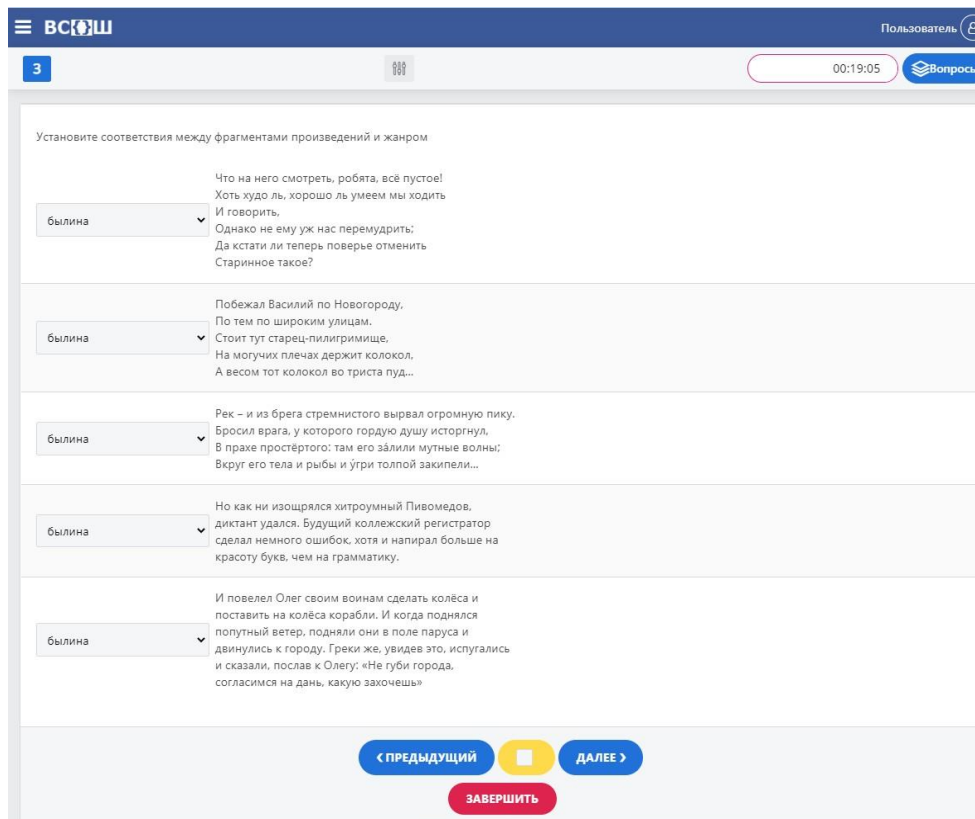 ВСОШ
Пользователь
3
00:19:05
Вопросы
Установите соответствия между фрагментами произведений и жанром
былина
Что на него смотреть, робята, всё пустое!
Хоть худо ль, хорошо ль умеем мы ходить
И говорить,
Однако не ему уж нас перемудрить;
Да кстати ли теперь поверье отменить
Старинное такое?
былина
Побежал Василий по Новогороду,
По тем по широким улицам.
Стоит тут старец-пилигримище,
На могучих плечах держит колокол,
А весом тот колокол во триста пуд...
былина
Рек – и из брега стремнистого вырвал огромную пику.
Бросил врага, у которого гордую душу исторгнул,
В прахе простёртого: там его за́лили мутные волны;
Вкруг его тела и рыбы и у́гри толпой закипели...
былина
Но как ни изощрялся хитроумный Пивомедов,
диктант удался. Будущий коллежский регистратор
сделал немного ошибок, хотя и напирал больше на
красоту букв, чем на грамматику.
былина
И повелел Олег своим воинам сделать колёса и
поставить на колёса корабли. И когда поднялся
попутный ветер, подняли они в поле паруса и
двинулись к городу. Греки же, увидев это, испугались
и сказали, послав к Олегу: «Не губи города,
согласимся на дань, какую захочешь»
ПРЕДЫДУЩИЙ
ДАЛЕЕ
ЗАВЕРШИТЬ